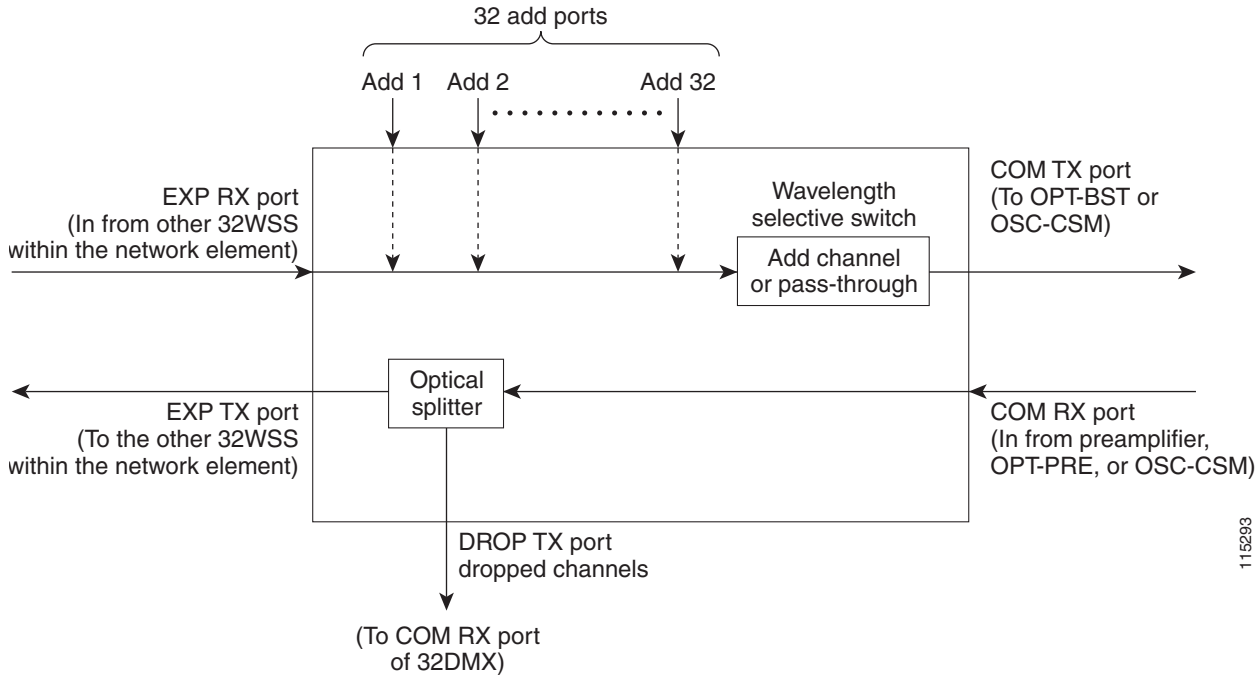 32 add ports
Add 1
Add 2
Add 32
EXP RX port
(In from other 32WSS
within the network element)
Wavelength
selective switch
Add channel
or pass-through
COM TX port
(To OPT-BST or
OSC-CSM)
Optical
splitter
EXP TX port
(To the other 32WSS
within the network element)
COM RX port
(In from preamplifier,
OPT-PRE, or OSC-CSM)
DROP TX port
dropped channels
(To COM RX port
of 32DMX)
115293